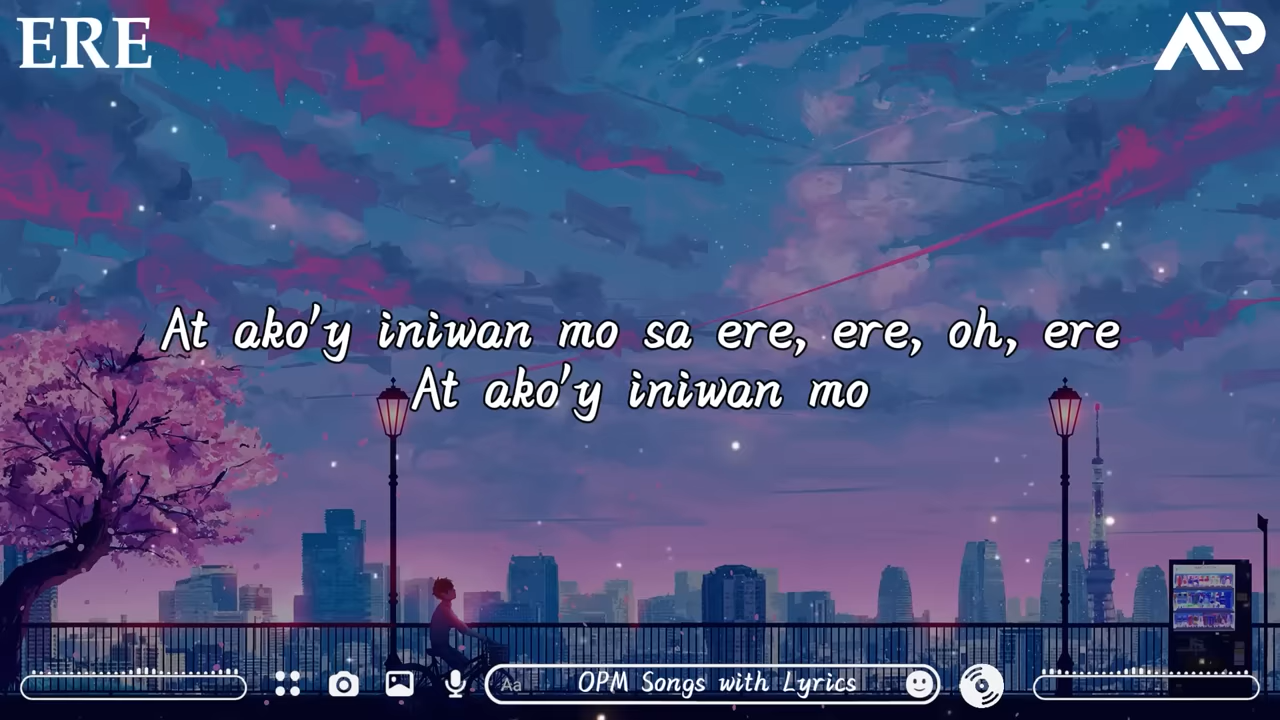 ERE
AP
At ako'y iniwan mo sa ere, ere, oh, ere
At ako'y iniwan mo
Aa
OPM Songs with Lyrics